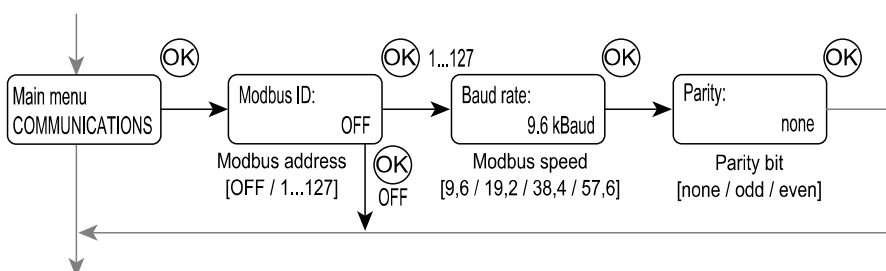 OK
OK 1...127
OK
OK
Main menu
COMMUNICATIONS
Modbus ID:
OFF
Baud rate:
9.6 kBaud
Parity:
none
Modbus address
[OFF / 1...127]
OK
OFF
Modbus speed
[9,6 / 19,2 / 38,4 / 57,6]
Parity bit
[none / odd / even]